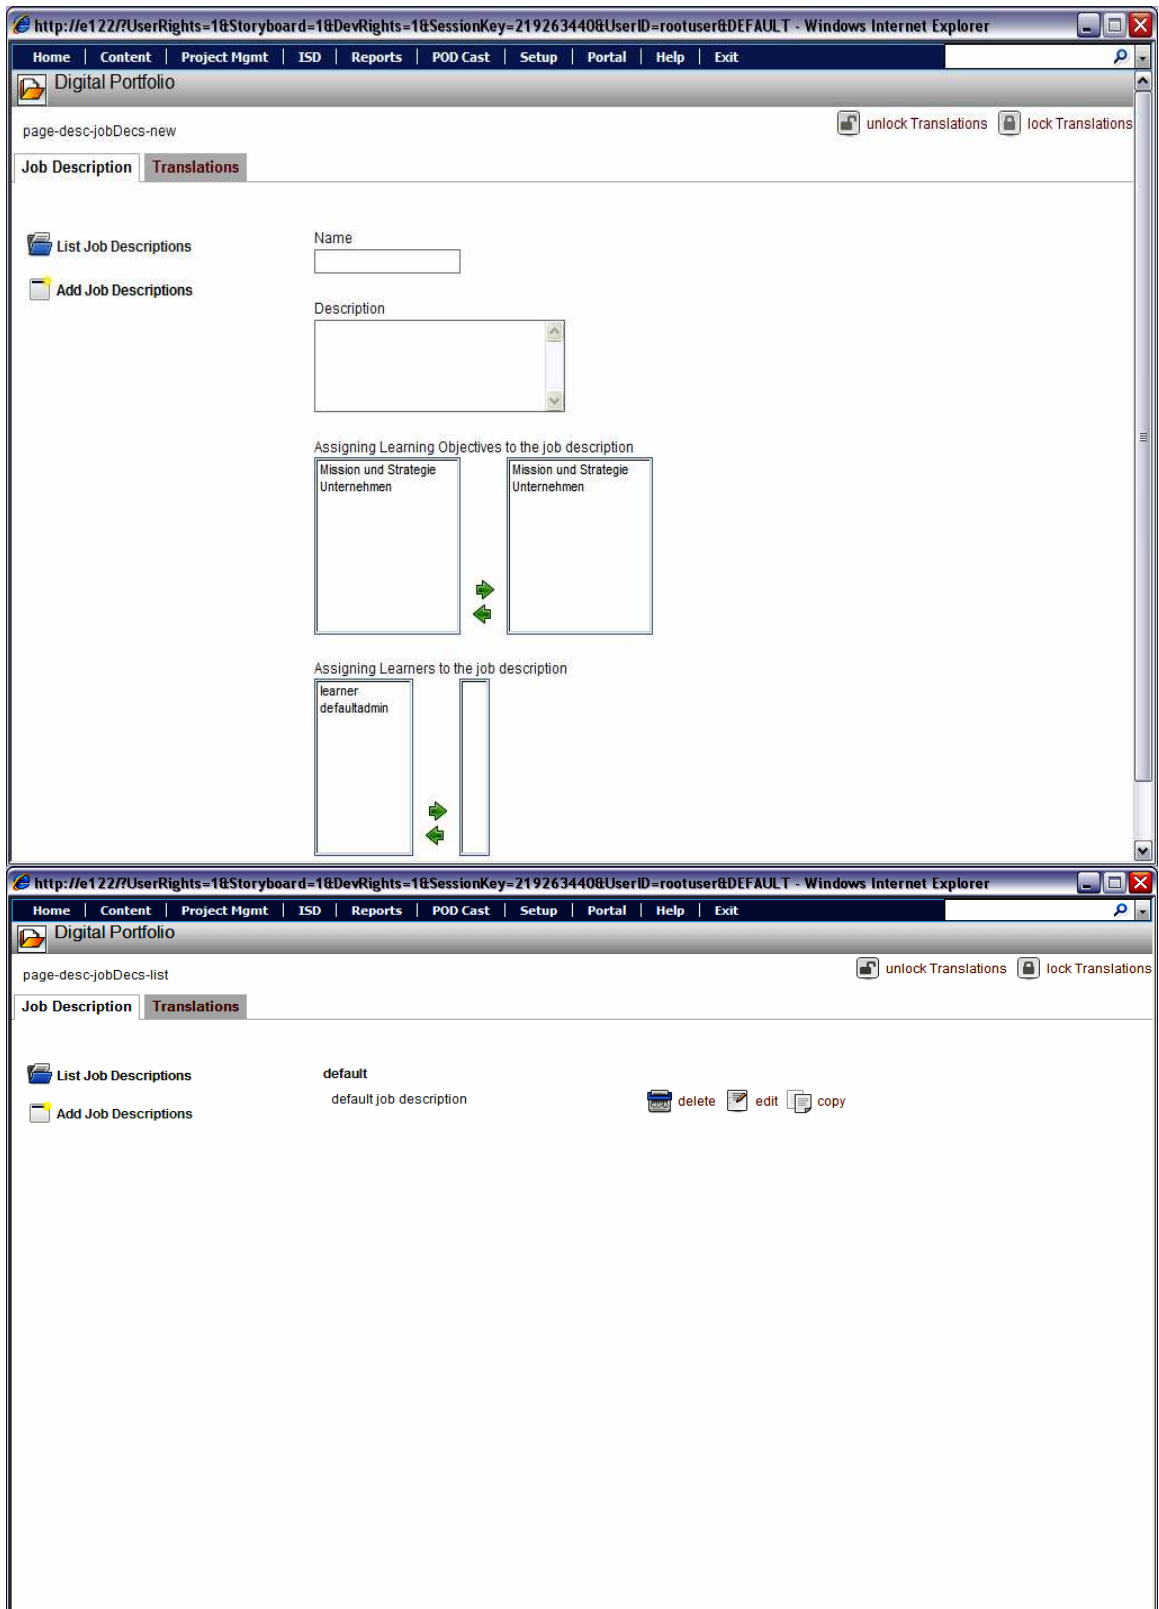 http://e122/?UserRights=1&Storyboard=1&DevRights=1&SessionKey=219263440&UserID=rootuser&DEFAULT - Windows Internet Explorer
Home | Content | Project Mgmt | ISD | Reports | POD Cast | Setup | Portal | Help | Exit
Digital Portfolio
page-desc-jobDecs-new
unlock Translations lock Translations
Job Description Translations
List Job Descriptions
Add Job Descriptions
Name
Description
Assigning Learning Objectives to the job description
Mission und Strategie Mission und Strategie
Unternehmen Unternehmen
Assigning Learners to the job description
learner
defaultadmin
http://e122/?UserRights=1&Storyboard=1&DevRights=1&SessionKey=219263440&UserID=rootuser&DEFAULT - Windows Internet Explorer
Home | Content | Project Mgmt | ISD | Reports | POD Cast | Setup | Portal | Help | Exit
Digital Portfolio
page-desc-jobDecs-list
unlock Translations lock Translations
Job Description Translations
List Job Descriptions
Add Job Descriptions
default
default job description
delete edit copy